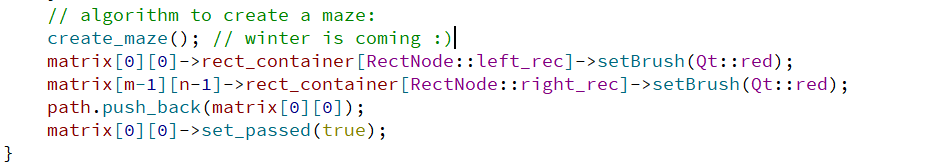 // algorithm to create a maze:
create_maze(); // winter is coming :)
matrix[0][0]->rect_container[RectNode::left_rec]->setBrush(Qt::red);
matrix[m-1][n-1]->rect_container[RectNode::right_rec]->setBrush(Qt::red);
path.push_back(matrix[0][0]);
matrix[0][0]->set_passed(true);
}